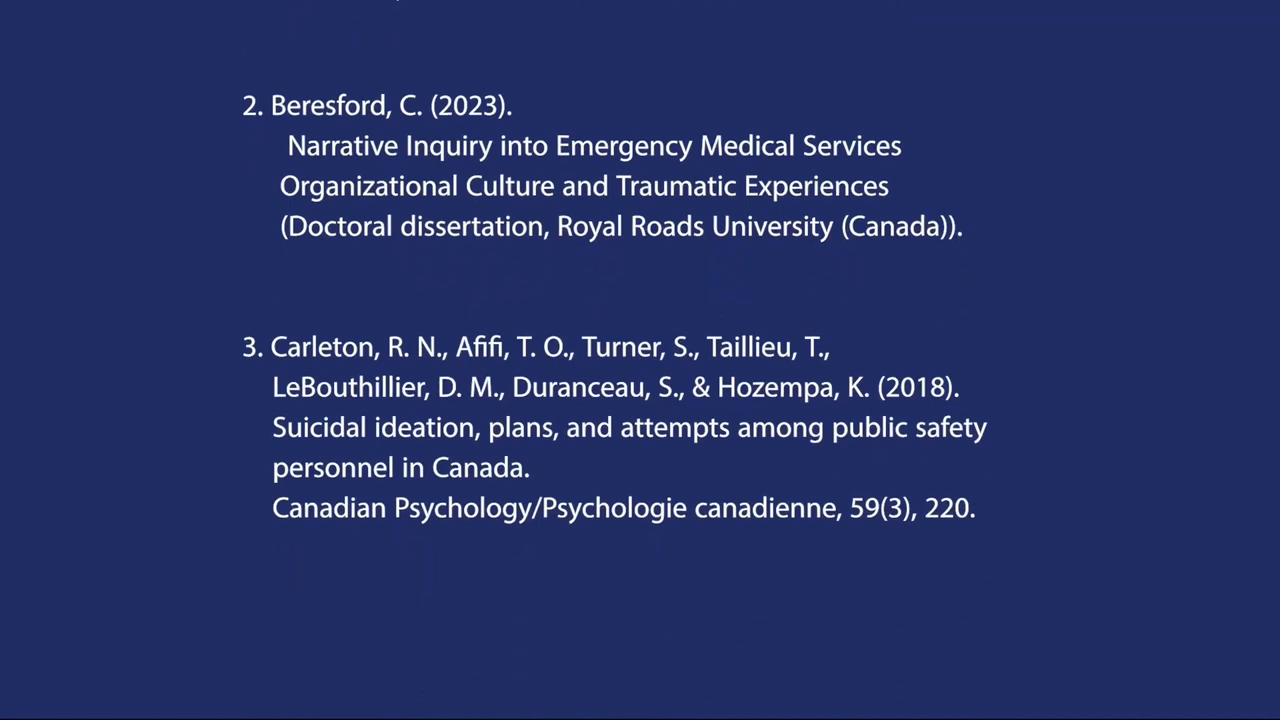 2. Beresford, C. (2023).
Narrative Inquiry into Emergency Medical Services
Organizational Culture and Traumatic Experiences
(Doctoral dissertation, Royal Roads University (Canada)).
3. Carleton, R. N., Afifi, T. O., Turner, S., Taillieu, T.,
LeBouthillier, D. M., Duranceau, S., & Hozempa, K. (2018).
Suicidal ideation, plans, and attempts among public safety
personnel in Canada.
Canadian Psychology/Psychologie canadienne, 59(3), 220.